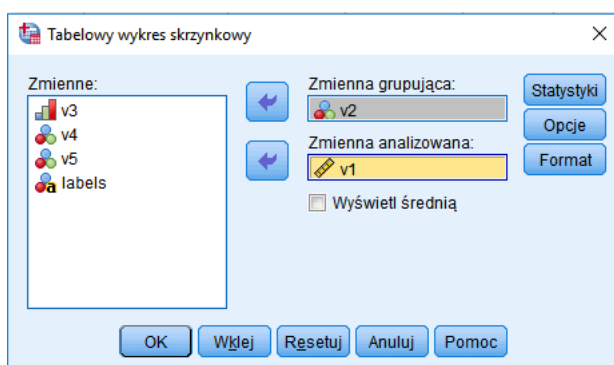 Tabelowy wykres skrzynkowy
Zmienne:
v3
v4
v5
labels
Zmienna grupująca:
v2
Zmienna analizowana:
v1
Wyświetl średnią
Statystyki
Opcje
Format
OK
Wklej
Resetuj
Anuluj
Pomoc